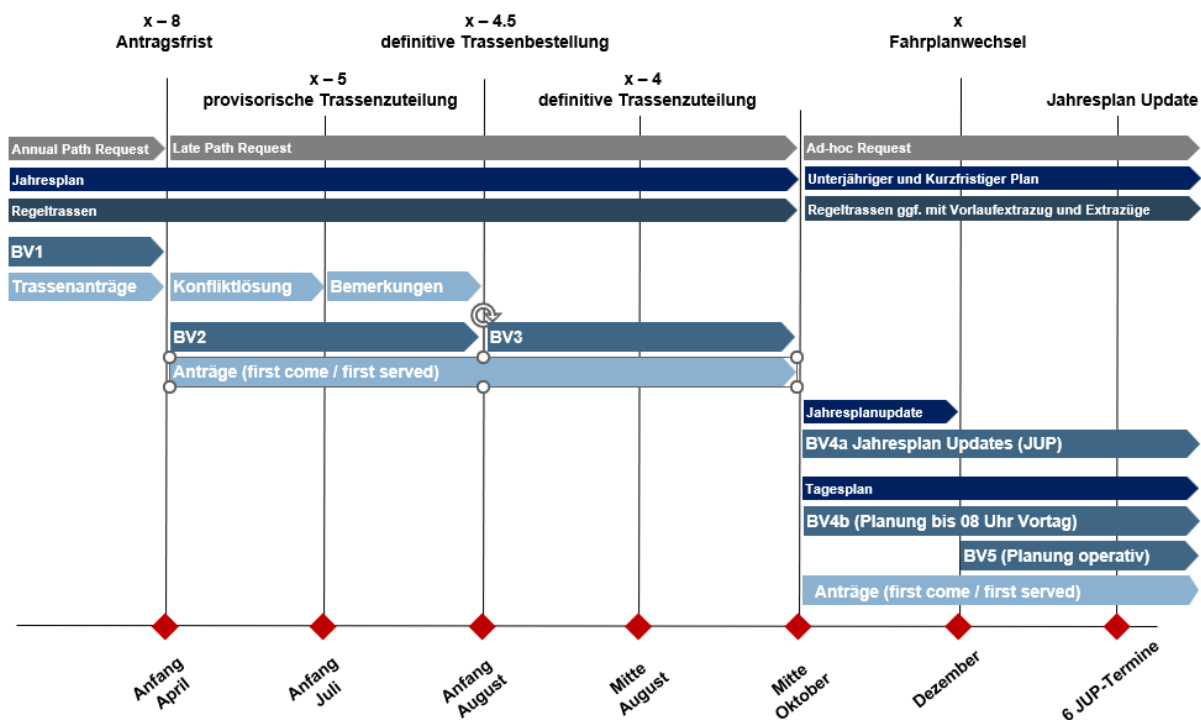 x – 8
Antragsfrist
x – 4.5
definitive Trassenbestellung
x
Fahrplanwechsel
x – 5
provisorische Trassenzuteilung
x – 4
definitive Trassenzuteilung
Jahresplan Update
Annual Path Request
Late Path Request
Ad-hoc Request
Jahresplan
Unterjähriger und Kurzfristiger Plan
Regeltrassen
Regeltrassen ggf. mit Vorlaufextrazug und Extrazüge
BV1
Trassenanträge
Konfliktlösung
Bemerkungen
BV2
BV3
Anträge (first come / first served)
Jahresplanupdate
BV4a Jahresplan Updates (JUP)
Tagesplan
BV4b (Planung bis 08 Uhr Vortag)
BV5 (Planung operativ)
Anträge (first come / first served)
Anfang
April
Anfang
Juli
Anfang
August
Mitte
August
Mitte
Oktober
Dezember
6 JUP-Termine